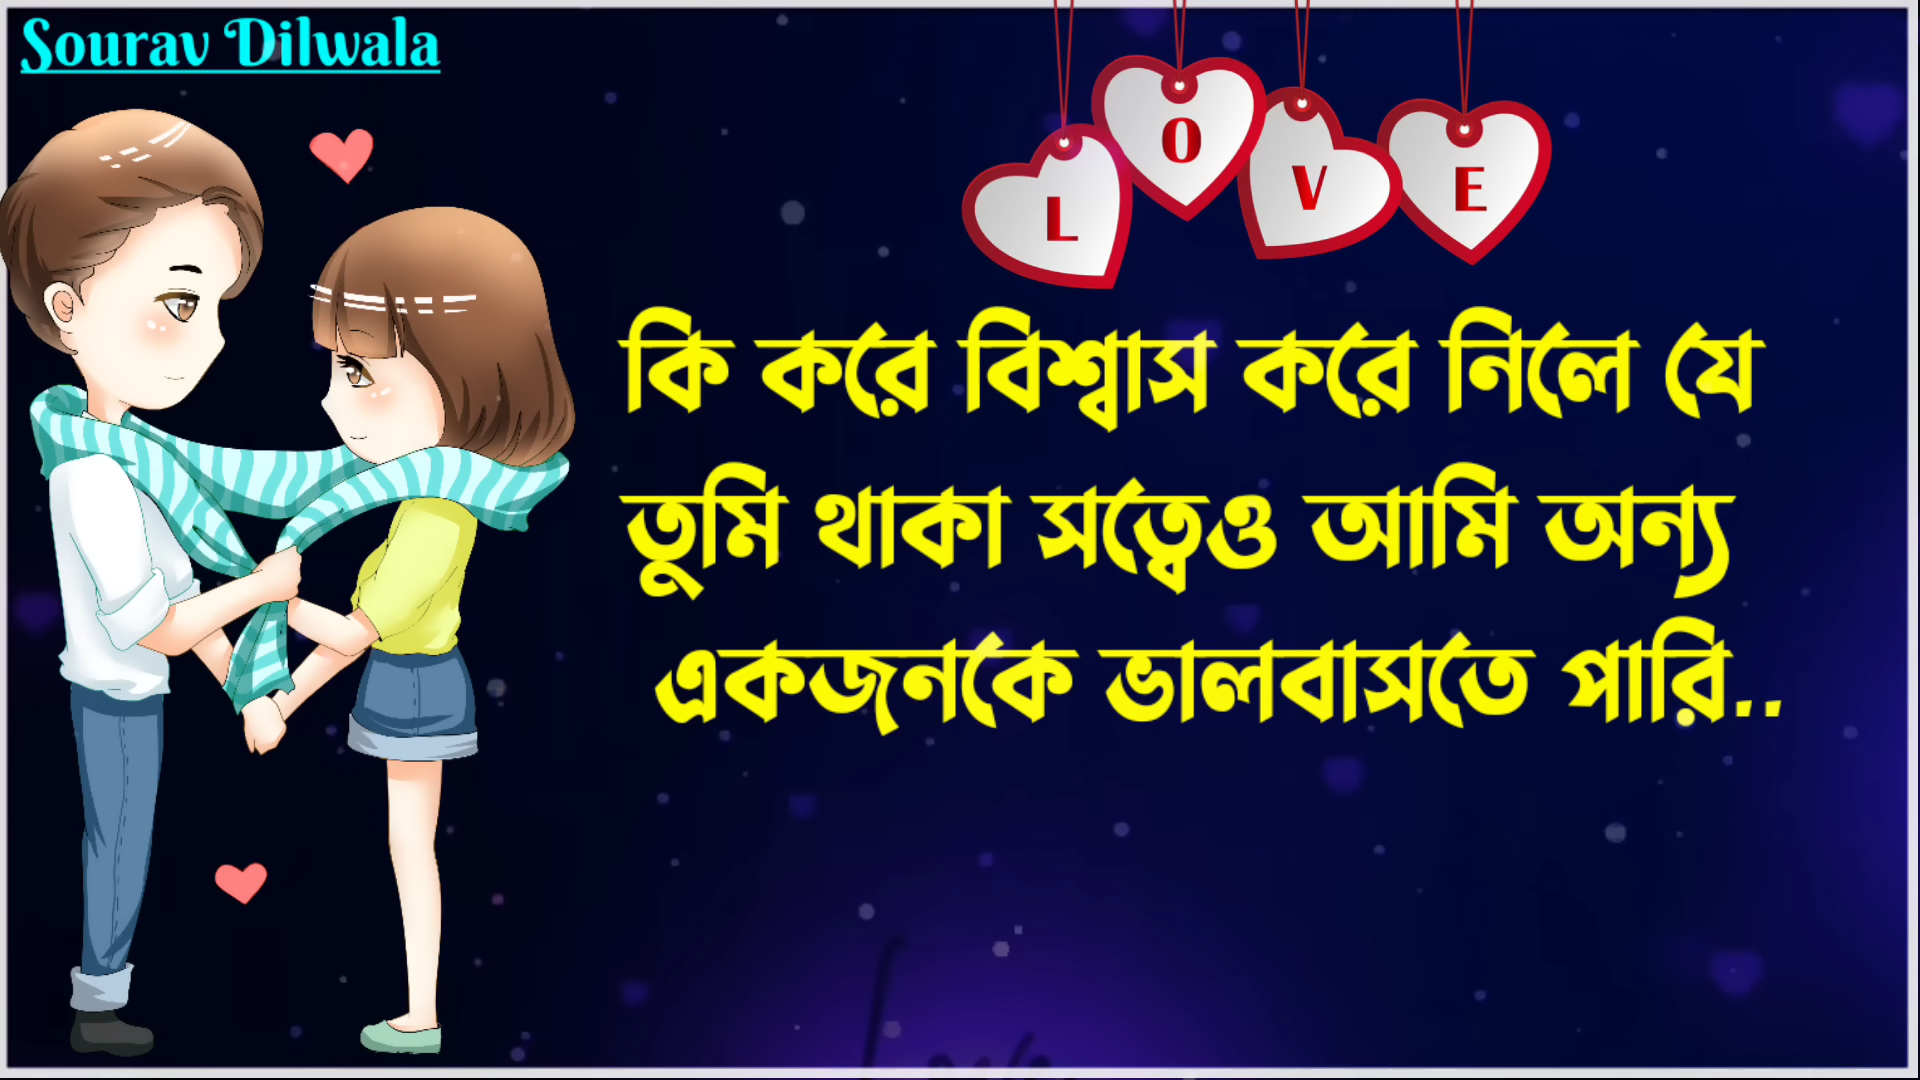 Sourav Dilwala
L O V E
কি করে বিশ্বাস করে নিলে যে
তুমি থাকা সত্বেও আমি অন্য
একজনকে ভালবাসতে পারি..